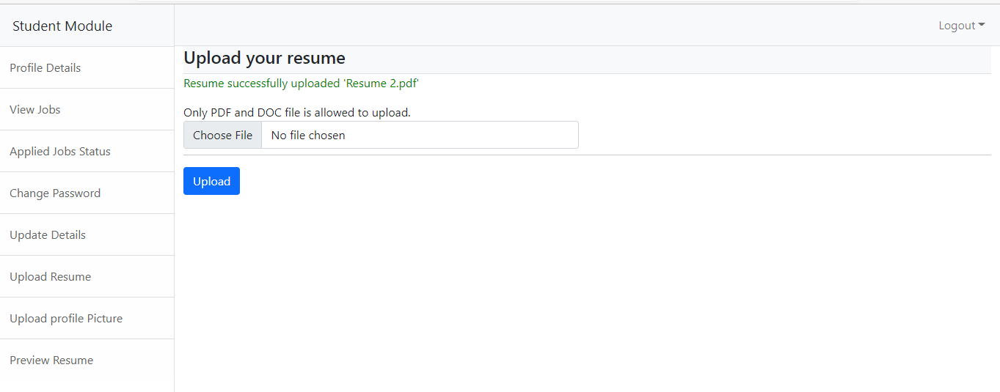 Student Module
Logout
Profile Details
View Jobs
Applied Jobs Status
Change Password
Update Details
Upload Resume
Upload profile Picture
Preview Resume
Upload your resume
Resume successfully uploaded 'Resume 2.pdf'
Only PDF and DOC file is allowed to upload.
Choose File No file chosen
Upload